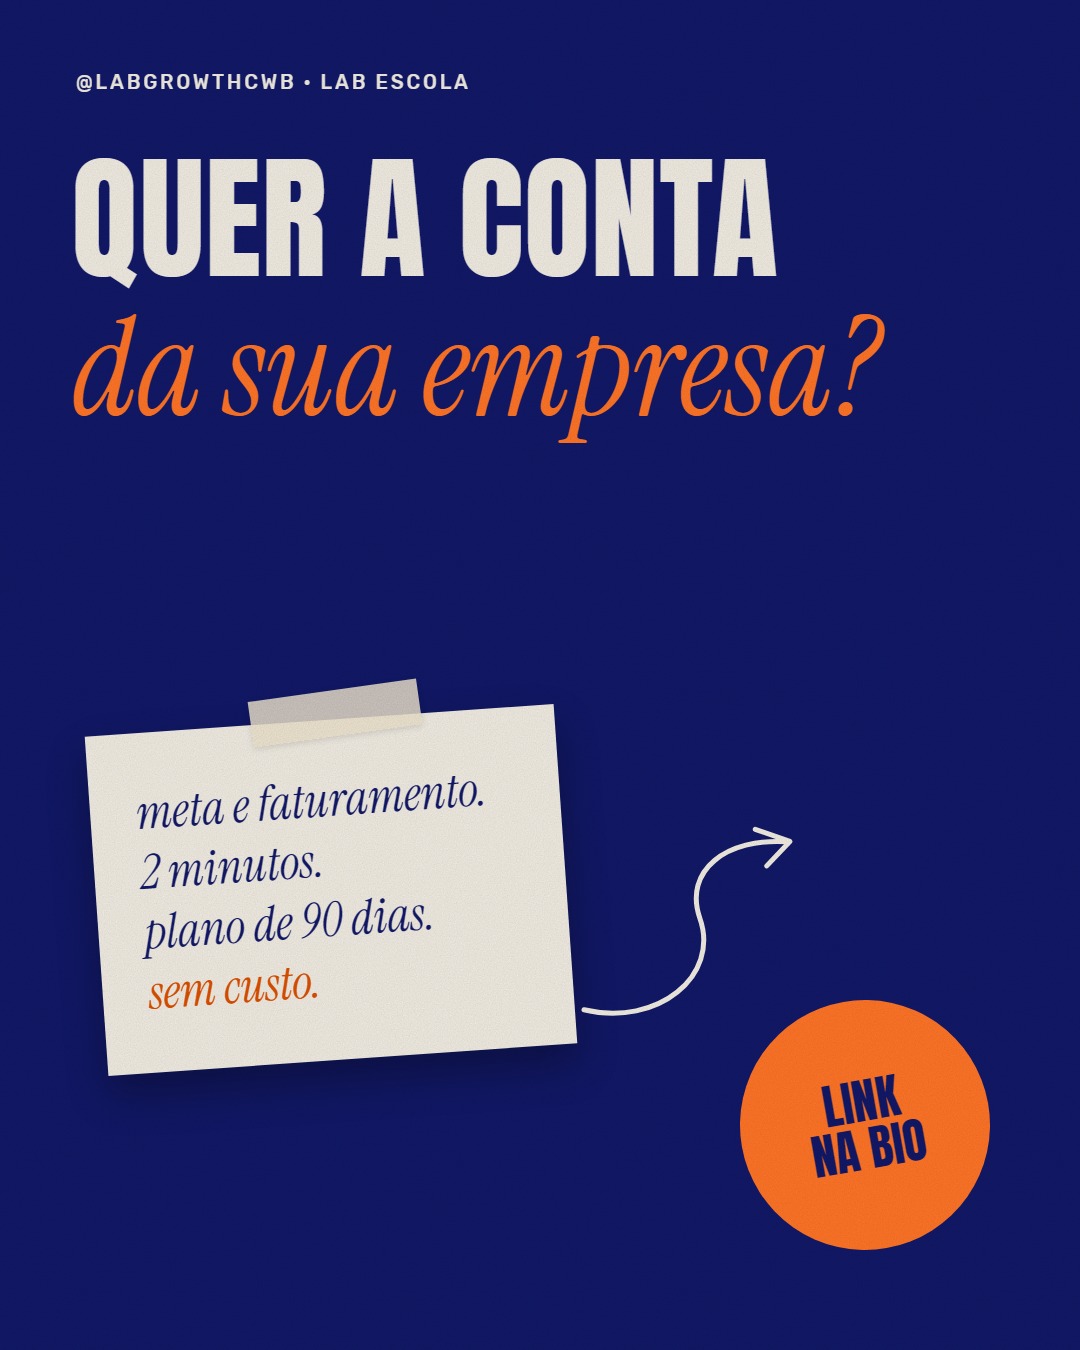 @LABGROWTHCWB • LAB ESCOLA
QUER A CONTA
da sua empresa?
meta e faturamento.
2 minutos.
plano de 90 dias.
sem custo.
LINK
NA BIO